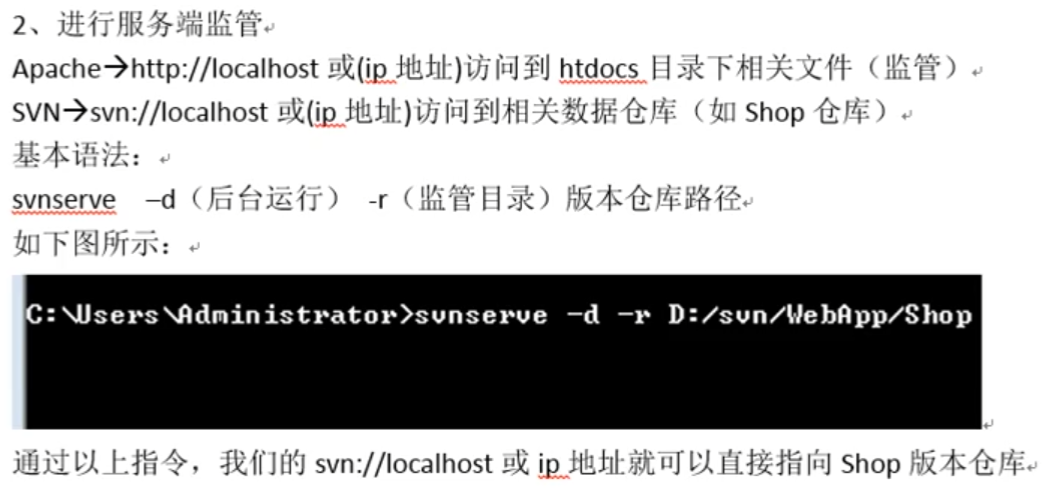 2、进行服务端监管
Apache→http://localhost 或(ip 地址)访问到 htdocs 目录下相关文件（监管）
SVN→svn://localhost 或(ip 地址)访问到相关数据仓库（如 Shop 仓库）
基本语法：
svnserve –d（后台运行） -r（监管目录）版本仓库路径
如下图所示：
C:\Users\Administrator>svnserve -d -r D:/svn/WebApp/Shop
通过以上指令，我们的 svn://localhost 或 ip 地址就可以直接指向 Shop 版本仓库